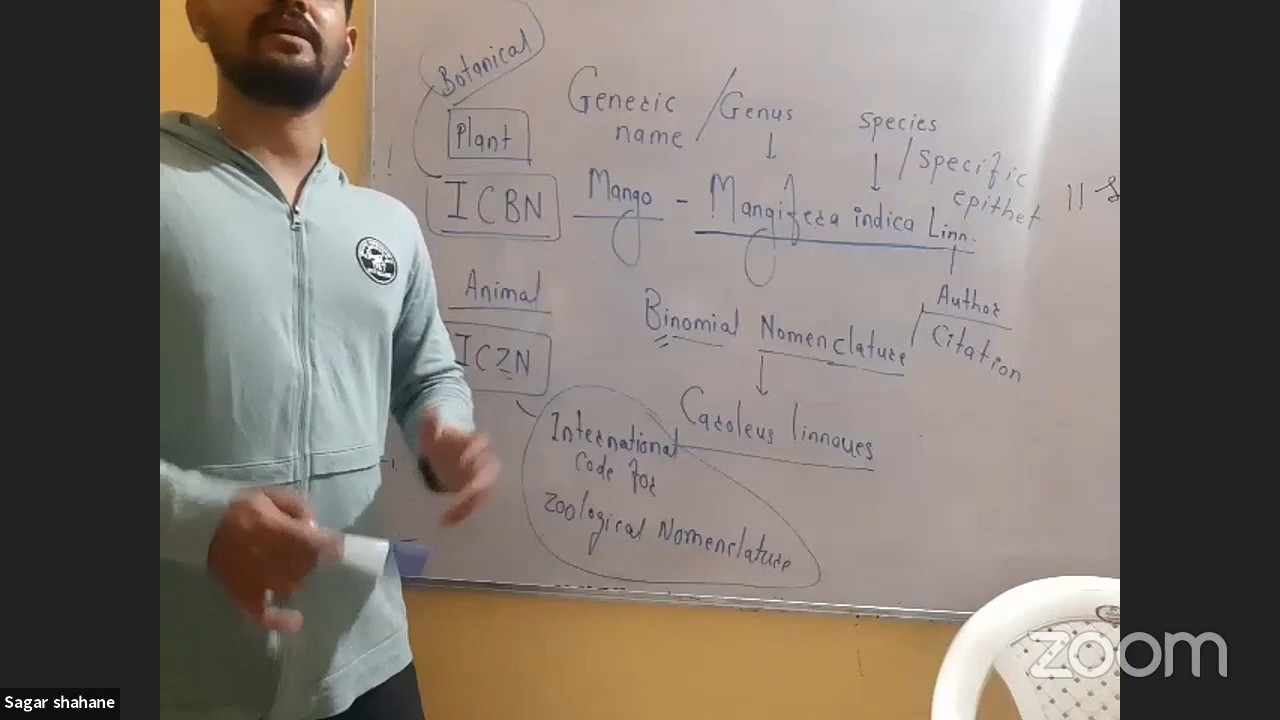 Botanical
Plant
ICBN
Generic
name
/ Genus
Species
/ Specific
epithet
Mango - Mangifera indica Linn.
Author
Citation
Animal
ICZN
Binomial Nomenclature
Caroleus linnaues
International
Code for
Zoological Nomenclature
zoom
Sagar shahane